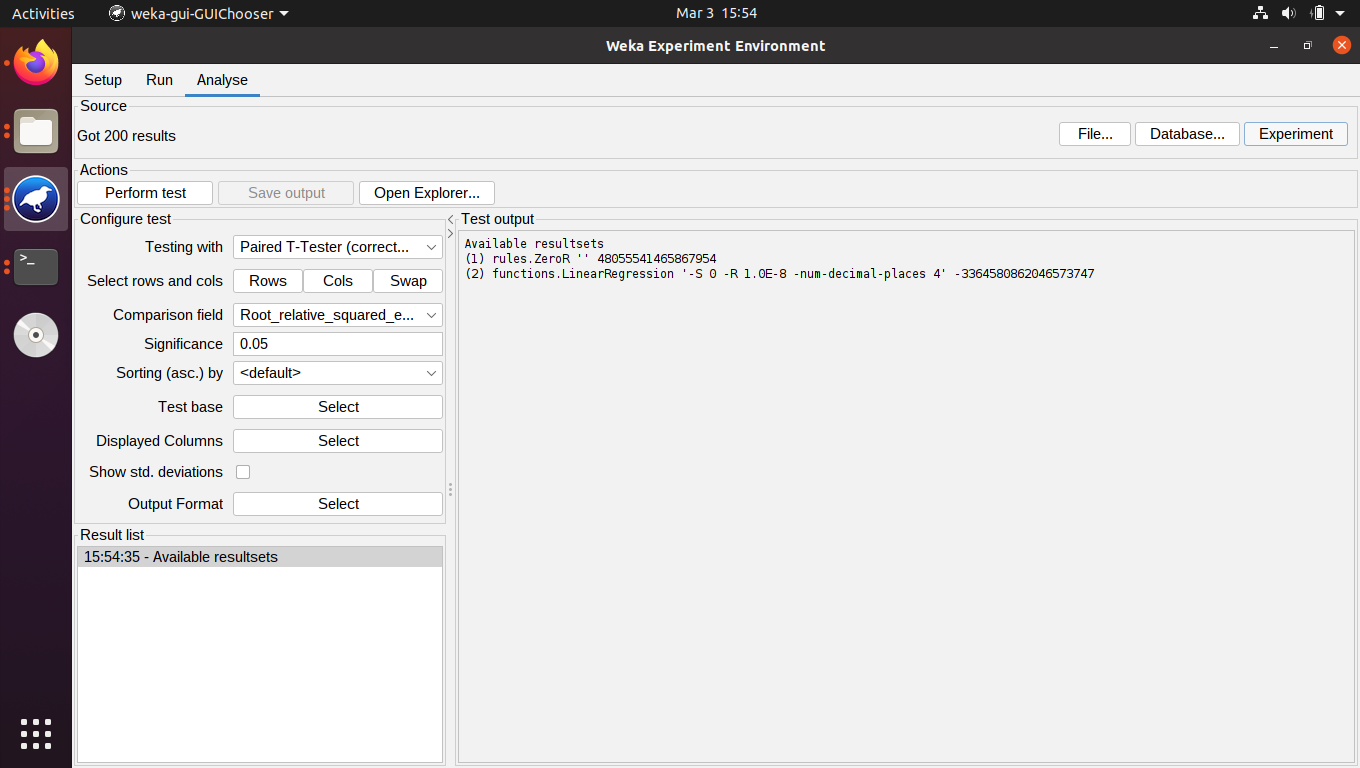 Activities
weka-gui-GUIChooser
Mar 3 15:54
Weka Experiment Environment
Setup
Run
Analyse
Source
Got 200 results
File...
Database...
Experiment
Actions
Perform test
Save output
Open Explorer...
Configure test
Testing with
Paired T-Tester (correct...
Select rows and cols
Rows
Cols
Swap
Comparison field
Root_relative_squared_e...
Significance
0.05
Sorting (asc.) by
<default>
Test base
Select
Displayed Columns
Select
Show std. deviations
Output Format
Select
Result list
15:54:35 - Available resultsets
Test output
Available resultsets
(1) rules.ZeroR '' 48055541465867954
(2) functions.LinearRegression '-S 0 -R 1.0E-8 -num-decimal-places 4' -3364580862046573747